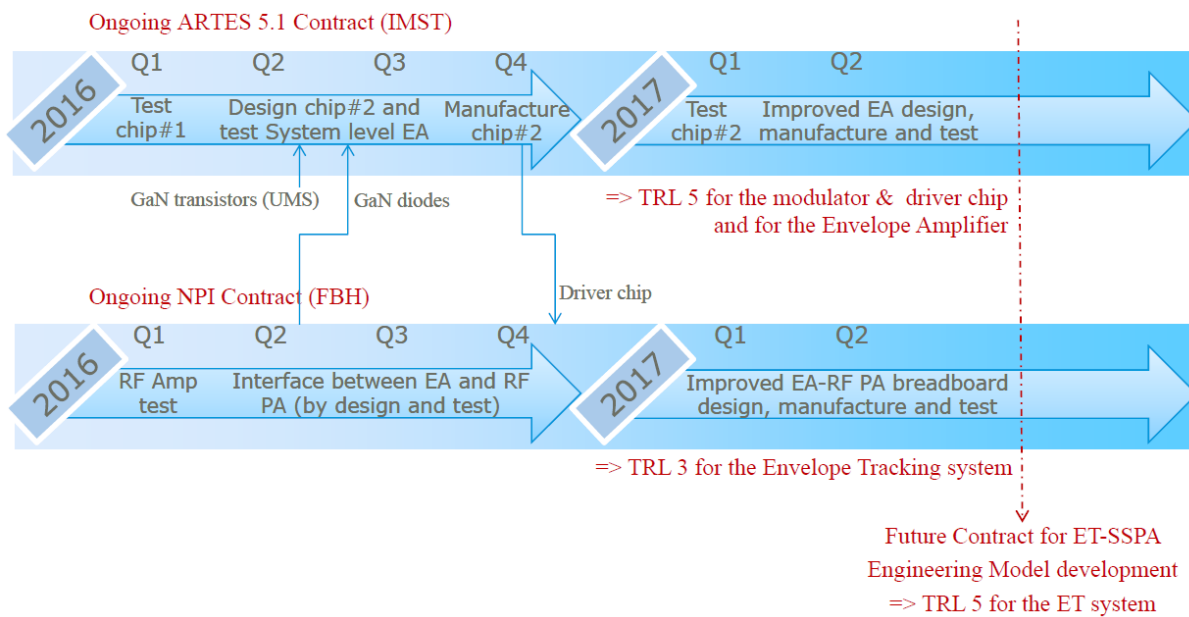 Ongoing ARTES 5.1 Contract (IMST)
2016
Q1
Q2
Q3
Q4
2017
Q1
Q2
Test
chip#1
Design chip#2 and
test System level EA
Manufacture
chip#2
Test
chip#2
Improved EA design,
manufacture and test
GaN transistors (UMS)
GaN diodes
=> TRL 5 for the modulator & driver chip
and for the Envelope Amplifier
Driver chip
Ongoing NPI Contract (FBH)
2016
Q1
Q2
Q3
Q4
2017
Q1
Q2
RF Amp
test
Interface between EA and RF
PA (by design and test)
Improved EA-RF PA breadboard
design, manufacture and test
=> TRL 3 for the Envelope Tracking system
Future Contract for ET-SSPA
Engineering Model development
=> TRL 5 for the ET system